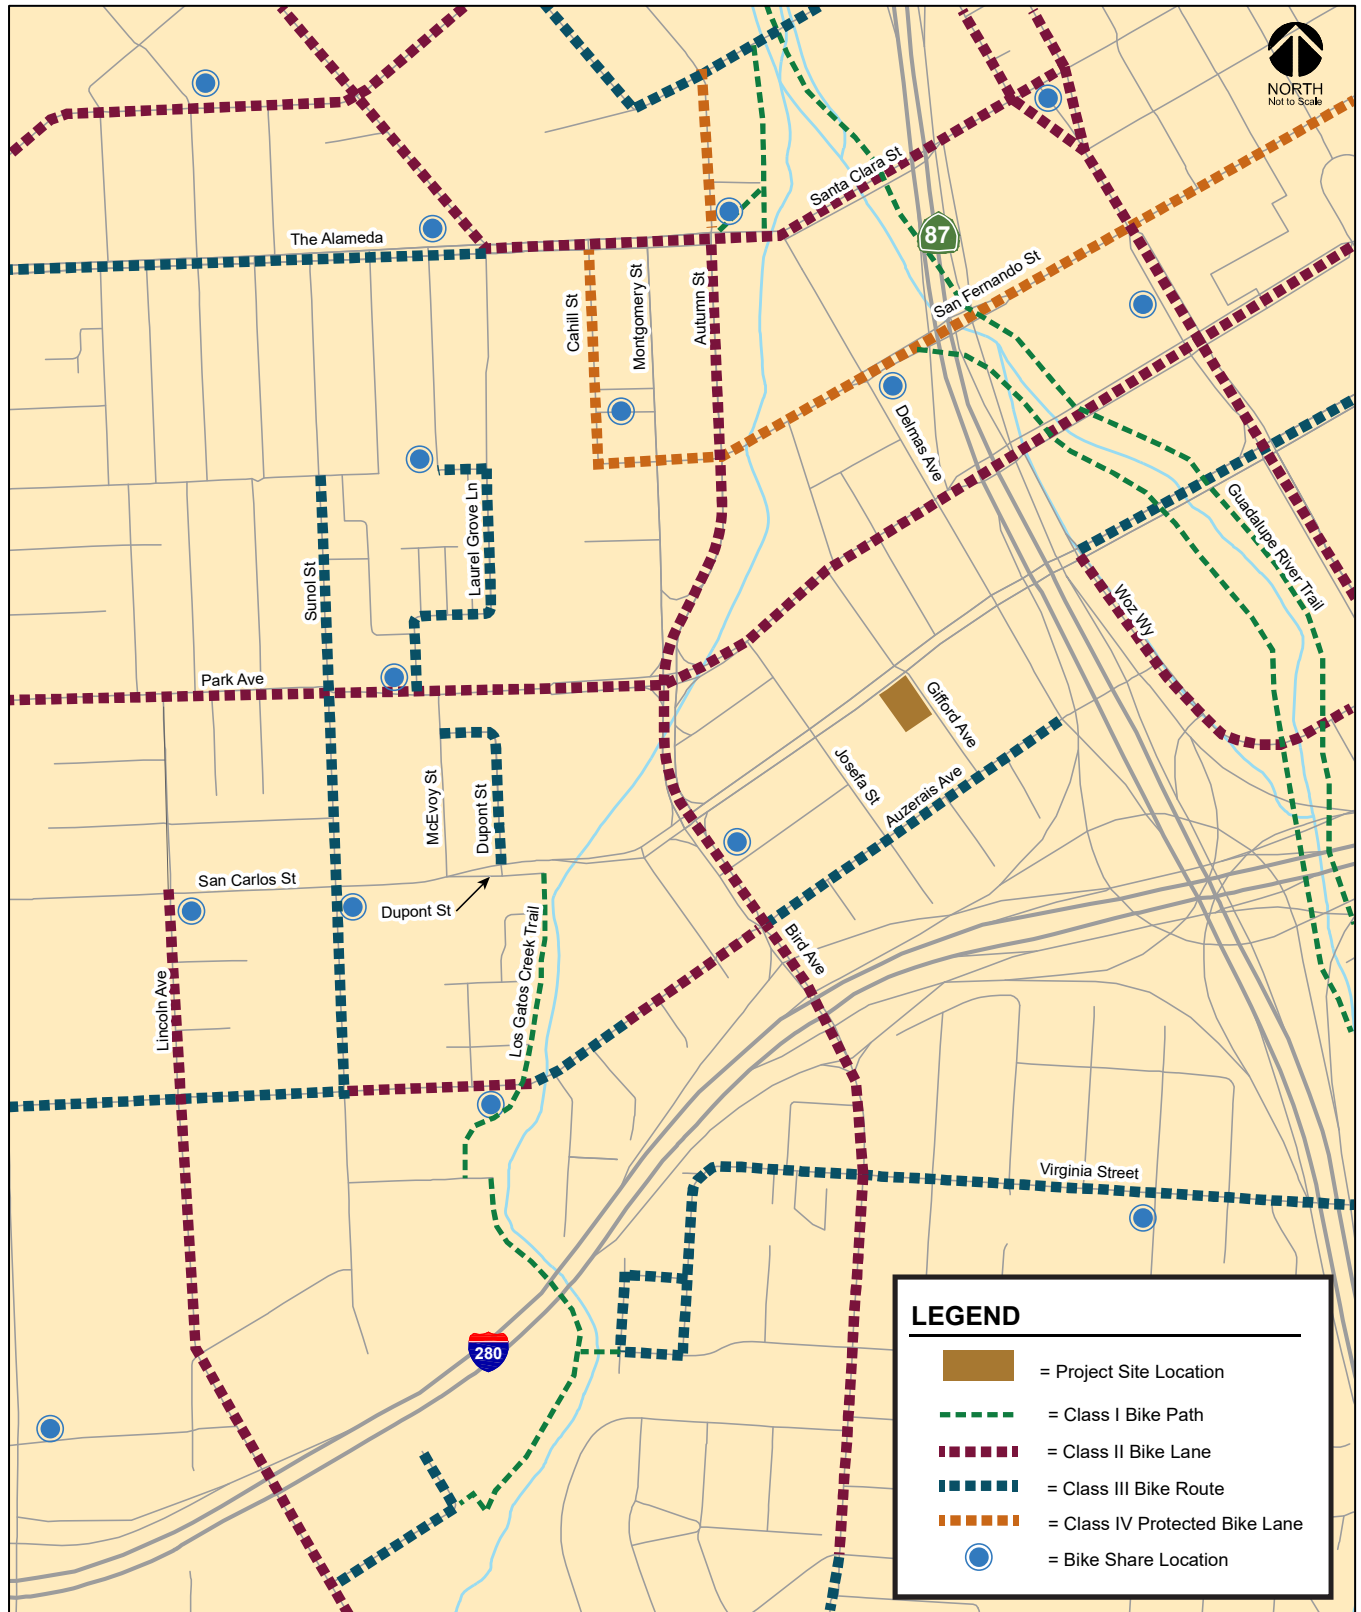 NORTH
Not to Scale
Santa Clara St
The Alameda
87
San Fernando St
Cahill St
Montgomery St
Autumn St
Delmas Ave
Laurel Grove Ln
Guadalupe River Trail
Sunol St
Woz Wy
Park Ave
Gifford Ave
Josefa St
McEvoy St
Dupont St
Auzerais Ave
San Carlos St
Dupont St
Los Gatos Creek Trail
Bird Ave
Lincoln Ave
Virginia Street
280
LEGEND
= Project Site Location
= Class I Bike Path
= Class II Bike Lane
= Class III Bike Route
= Class IV Protected Bike Lane
= Bike Share Location